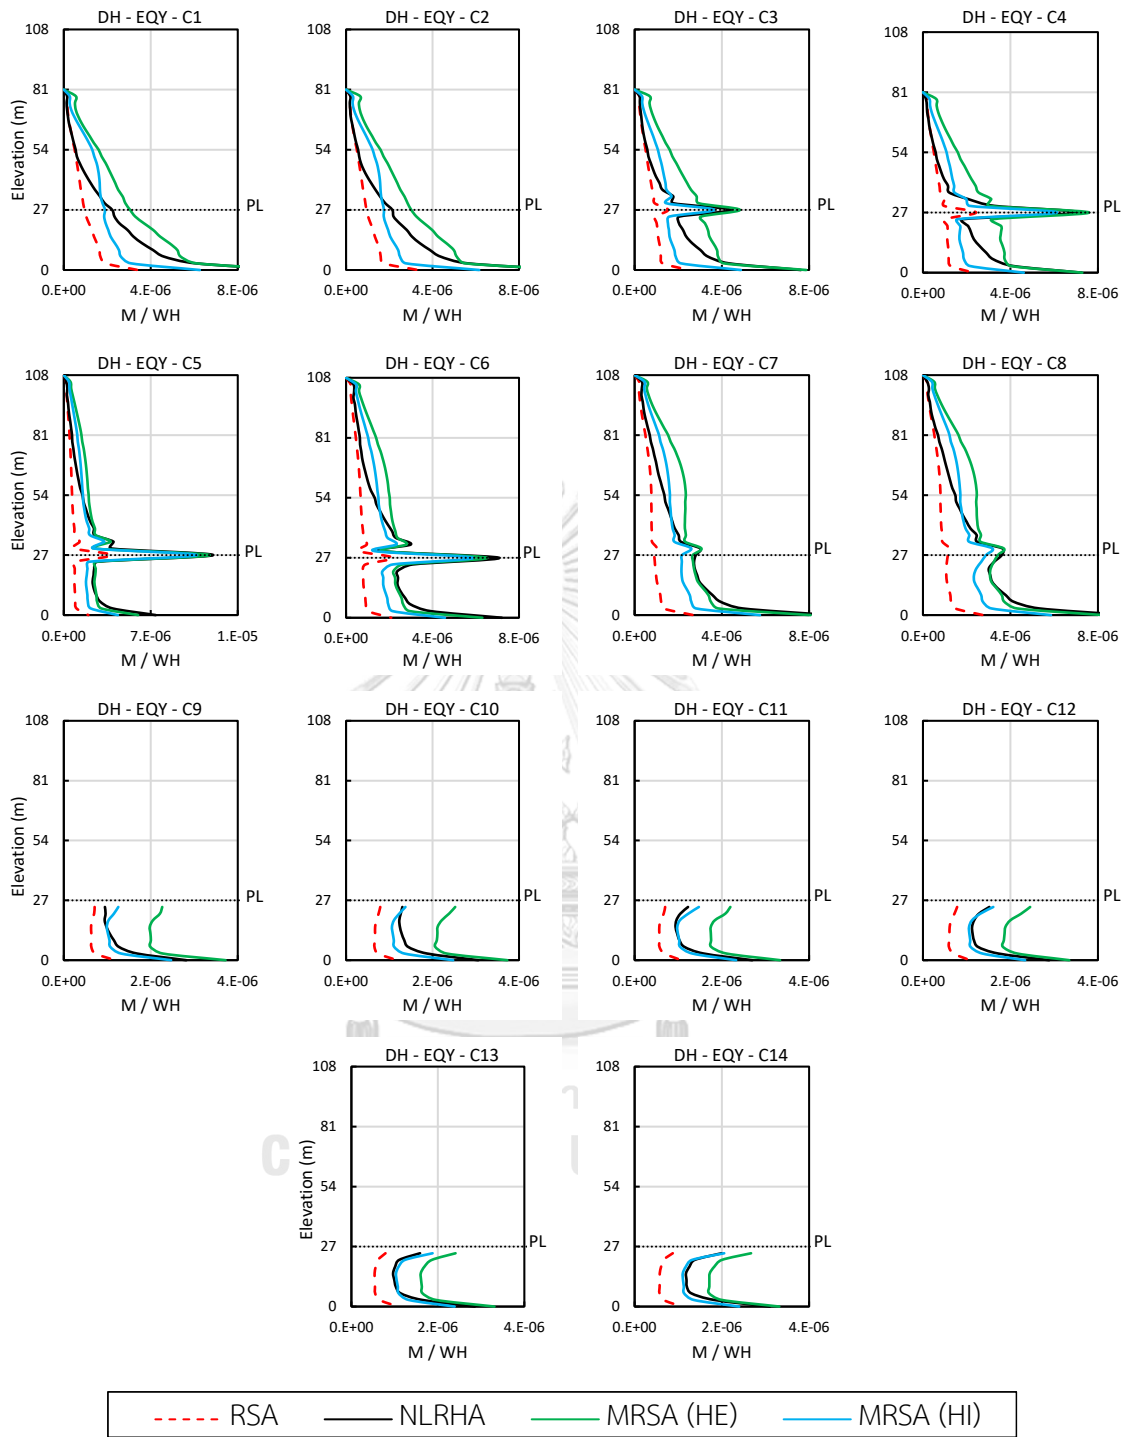 DH - EQY - C1
DH - EQY - C2
DH - EQY - C3
DH - EQY - C4
108 108 108 108
81 81 81 81
54 54 54 54
27 PL 27 PL 27 PL 27 PL
0 0 0 0
Elevation (m)
0.E+00 4.E-06 8.E-06 0.E+00 4.E-06 8.E-06 0.E+00 4.E-06 8.E-06 0.E+00 4.E-06 8.E-06
M / WH M / WH M / WH M / WH
DH - EQY - C5
DH - EQY - C6
DH - EQY - C7
DH - EQY - C8
108 108 108 108
81 81 81 81
54 54 54 54
27 PL 27 PL 27 PL 27 PL
0 0 0 0
Elevation (m)
0.E+00 7.E-06 1.E-05 0.E+00 4.E-06 8.E-06 0.E+00 4.E-06 8.E-06 0.E+00 4.E-06 8.E-06
M / WH M / WH M / WH M / WH
DH - EQY - C9
DH - EQY - C10
DH - EQY - C11
DH - EQY - C12
108 108 108 108
81 81 81 81
54 54 54 54
27 PL 27 PL 27 PL 27 PL
0 0 0 0
Elevation (m)
0.E+00 2.E-06 4.E-06 0.E+00 2.E-06 4.E-06 0.E+00 2.E-06 4.E-06 0.E+00 2.E-06 4.E-06
M / WH M / WH M / WH M / WH
DH - EQY - C13
DH - EQY - C14
108 108
81 81
54 54
27 PL 27 PL
0 0
Elevation (m)
0.E+00 2.E-06 4.E-06 0.E+00 2.E-06 4.E-06
M / WH M / WH
RSA NLRHA MRSA (HE) MRSA (HI)